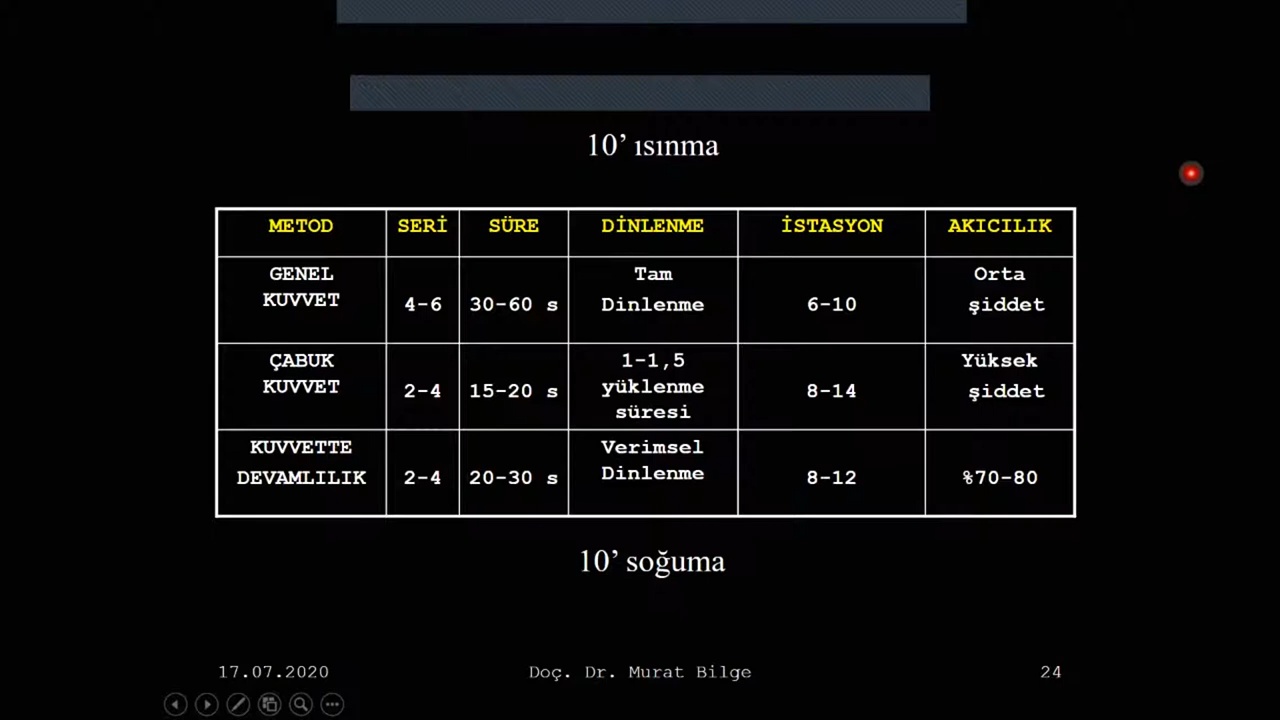 10’ ısınma
METOD SERİ SÜRE DİNLENME İSTASYON AKICILIK
GENEL KUVVET 4-6 30-60 s Tam Dinlenme 6-10 Orta şiddet
ÇABUK KUVVET 2-4 15-20 s 1-1,5 yüklenme süresi 8-14 Yüksek şiddet
KUVVETTE DEVAMLILIK 2-4 20-30 s Verimsel Dinlenme 8-12 %70-80
10’ soğuma
17.07.2020 Doç. Dr. Murat Bilge 24